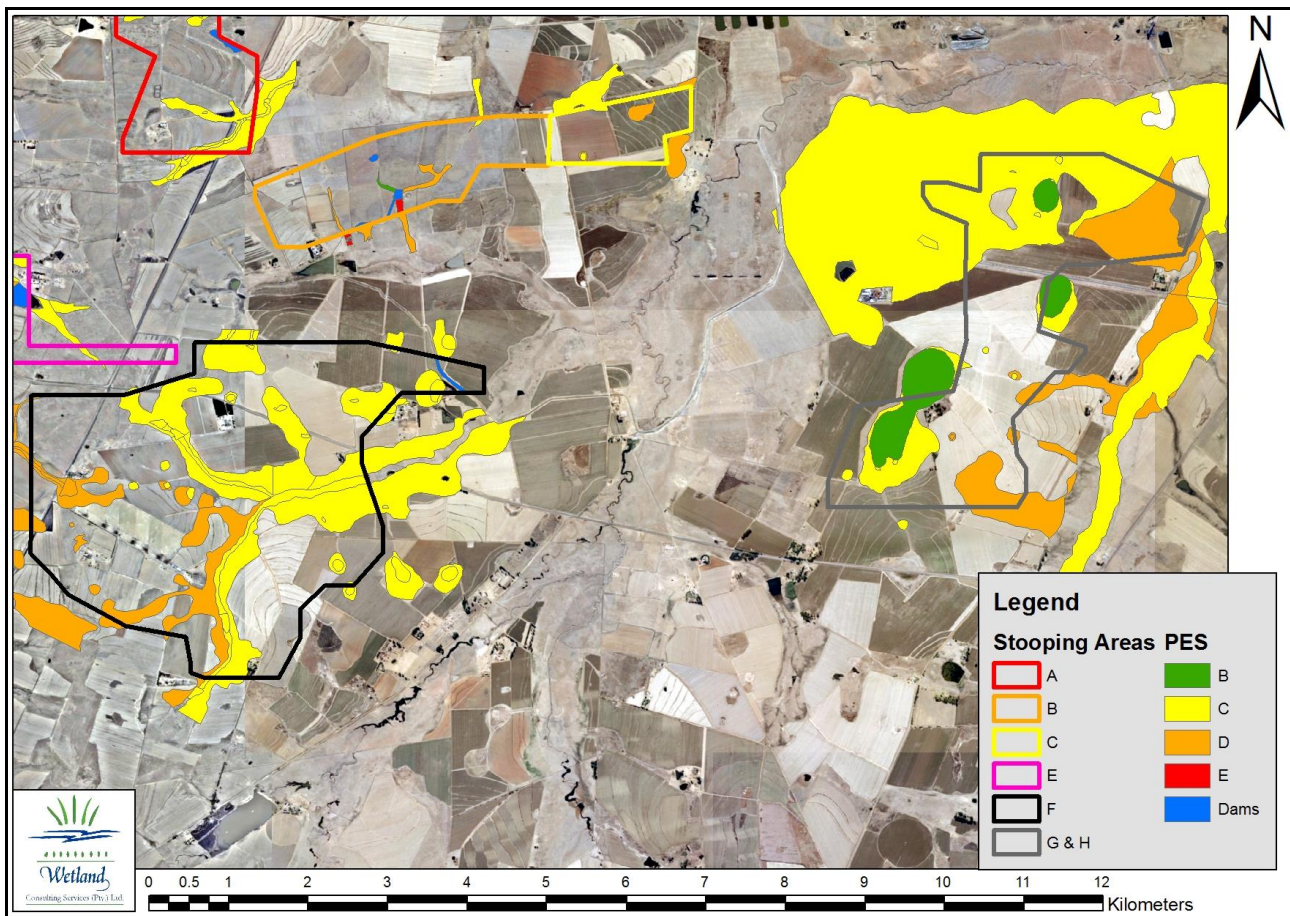 N
Legend
Stooping Areas PES
A B
B C
C D
E E
F Dams
G & H
Wetland
Consulting Services (Pty.) Ltd.
0 0.5 1 2 3 4 5 6 7 8 9 10 11 12
Kilometers